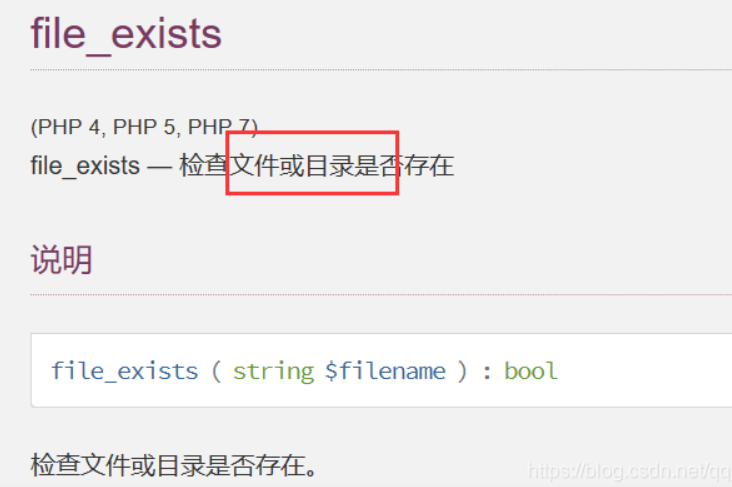 file_exists
(PHP 4, PHP 5, PHP 7)
file_exists — 检查文件或目录是否存在
说明
file_exists ( string $filename ) : bool
检查文件或目录是否存在。
https://blog.csdn.net/qq